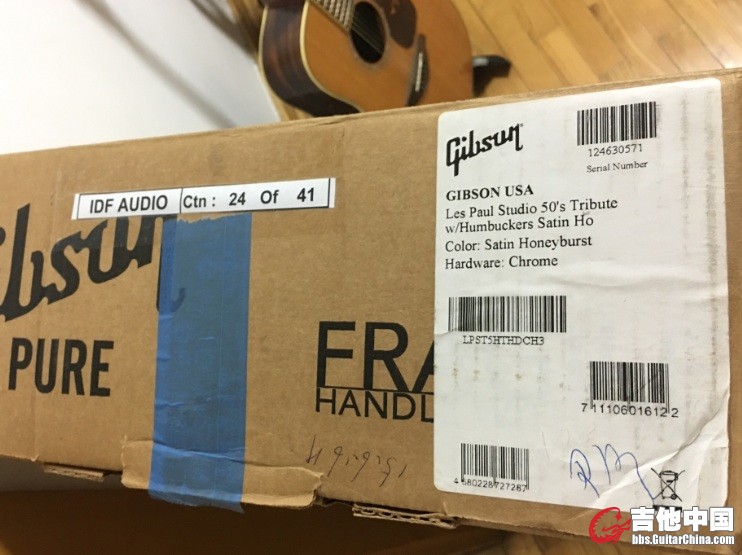 Gibson
124630571
Serial Number
GIBSON USA
Les Paul Studio 50's Tribute
w/Humbuckers Satin Ho
Color: Satin Honeyburst
Hardware: Chrome
LPST5HTHDCH3
7 11106 01612 2
4 580228 727287
IDF AUDIO Ctn : 24 Of 41
ibson
PURE
FRA
HANDL
吉他中国
bbs.GuitarChina.com